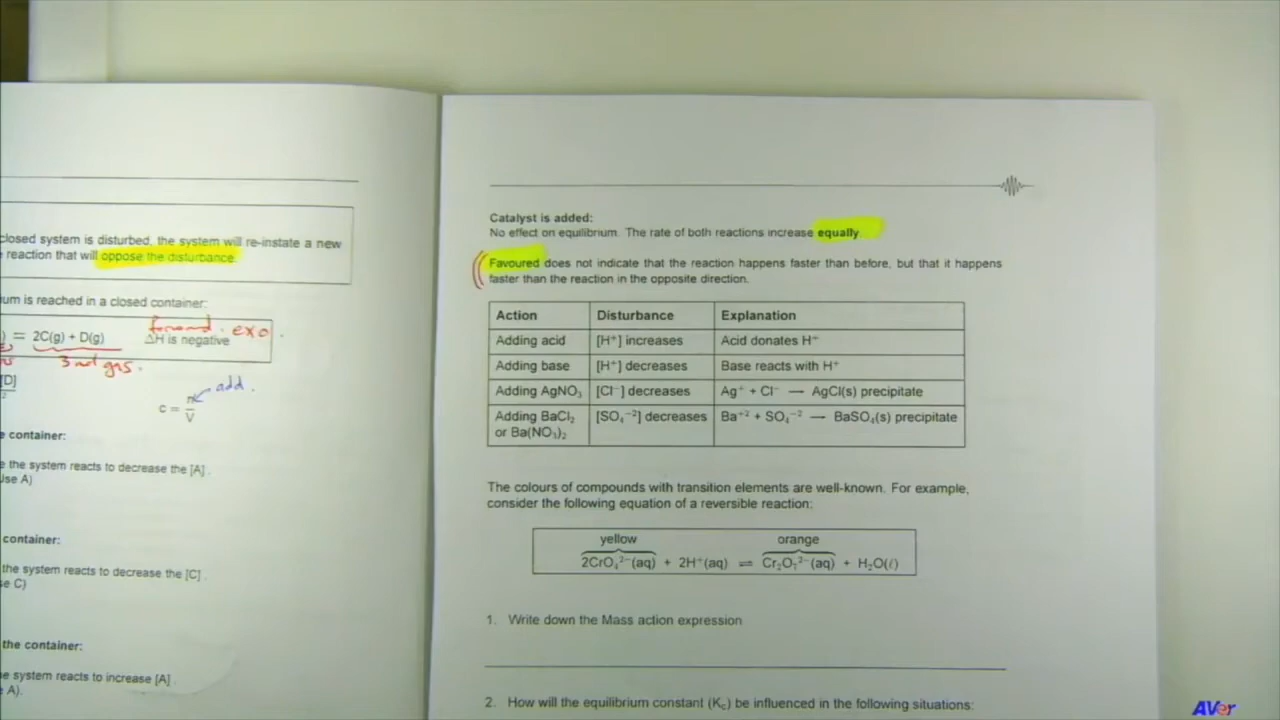 closed system is disturbed, the system will re-instate a new
reaction that will oppose the disturbance.
um is reached in a closed container:
forward. exo
= 2C(g) + D(g) ΔH is negative
3 mol gas.
[D]
2
add.
c = n/V
e container:
e the system reacts to decrease the [A].
Use A)
container:
the system reacts to decrease the [C].
se C)
the container:
e system reacts to increase [A]
A).
Catalyst is added:
No effect on equilibrium. The rate of both reactions increase equally.
Favoured does not indicate that the reaction happens faster than before, but that it happens
faster than the reaction in the opposite direction.
Action Disturbance Explanation
Adding acid [H⁺] increases Acid donates H⁺
Adding base [H⁺] decreases Base reacts with H⁺
Adding AgNO₃ [Cl⁻] decreases Ag⁺ + Cl⁻ → AgCl(s) precipitate
Adding BaCl₂ [SO₄⁻²] decreases Ba⁺² + SO₄⁻² → BaSO₄(s) precipitate
or Ba(NO₃)₂
The colours of compounds with transition elements are well-known. For example,
consider the following equation of a reversible reaction:
yellow orange
2CrO₄²⁻(aq) + 2H⁺(aq) ⇌ Cr₂O₇²⁻(aq) + H₂O(ℓ)
1. Write down the Mass action expression
2. How will the equilibrium constant (K꜀) be influenced in the following situations:
AVer